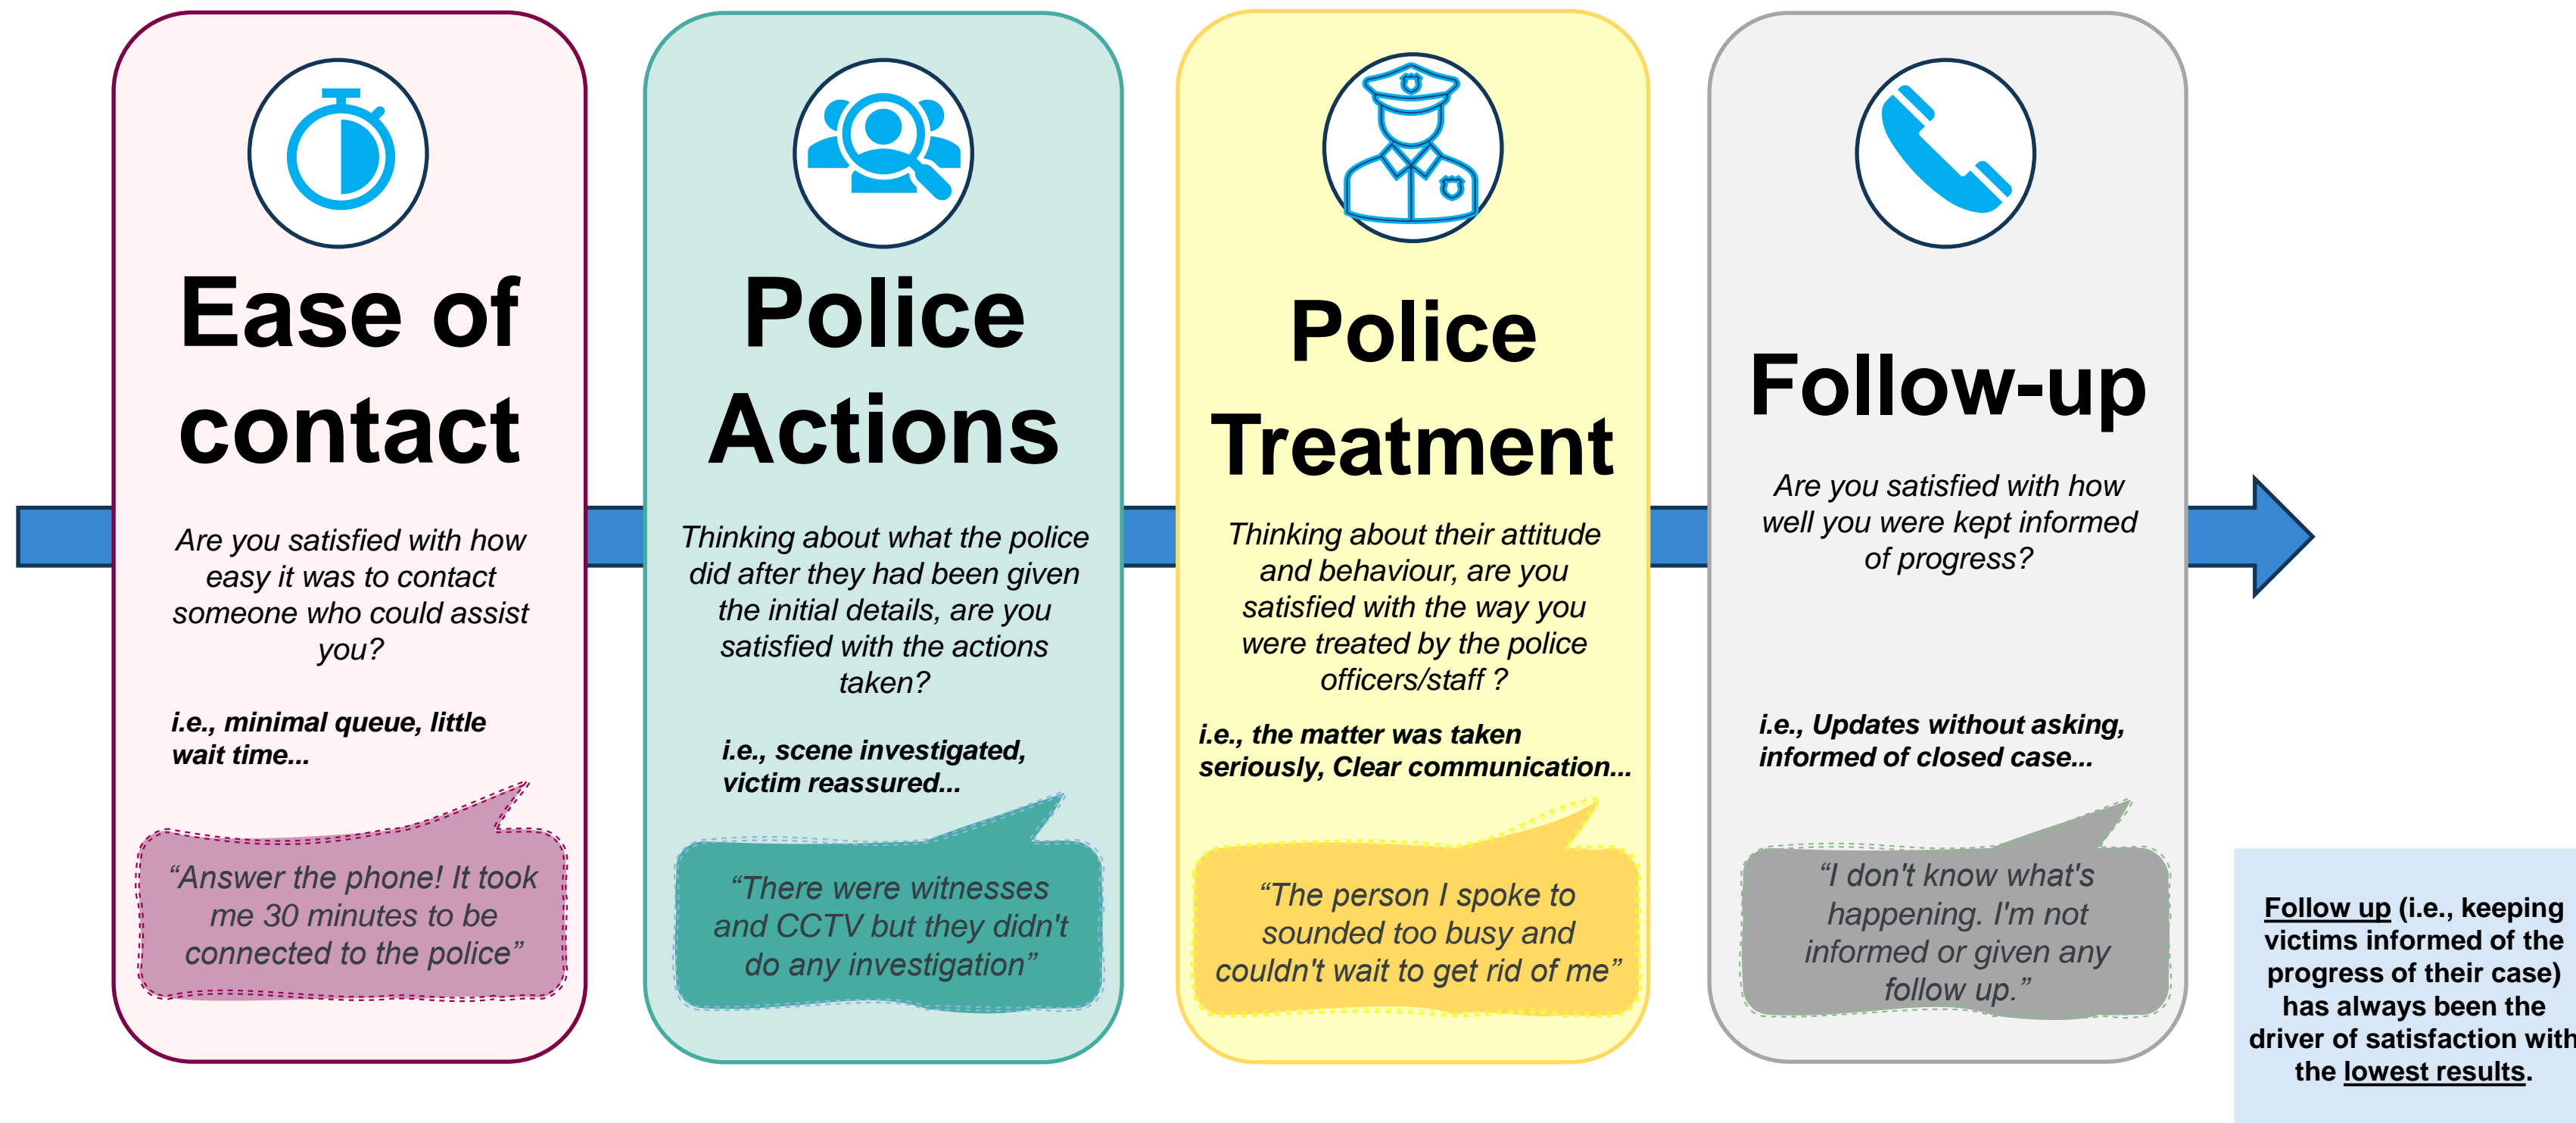 Ease of
contact
Are you satisfied with how
easy it was to contact
someone who could assist
you?
i.e., minimal queue, little
wait time...
“Answer the phone! It took
me 30 minutes to be
connected to the police”
Police
Actions
Thinking about what the police
did after they had been given
the initial details, are you
satisfied with the actions
taken?
i.e., scene investigated,
victim reassured...
“There were witnesses
and CCTV but they didn't
do any investigation”
Police
Treatment
Thinking about their attitude
and behaviour, are you
satisfied with the way you
were treated by the police
officers/staff ?
i.e., the matter was taken
seriously, Clear communication...
“The person I spoke to
sounded too busy and
couldn't wait to get rid of me”
Follow-up
Are you satisfied with how
well you were kept informed
of progress?
i.e., Updates without asking,
informed of closed case...
“I don't know what's
happening. I'm not
informed or given any
follow up.”
Follow up (i.e., keeping
victims informed of the
progress of their case)
has always been the
driver of satisfaction with
the lowest results.